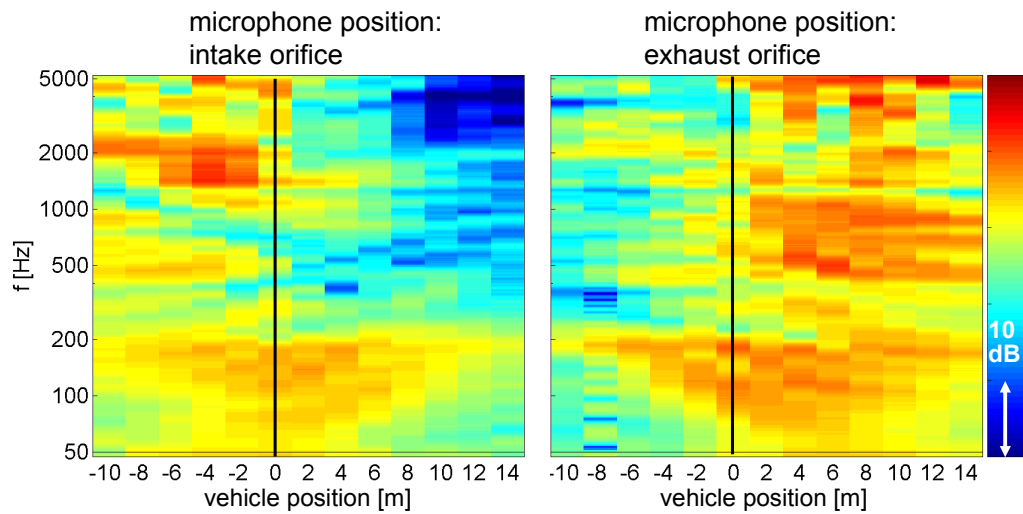 microphone position:
intake orifice
microphone position:
exhaust orifice
f [Hz]
5000
2000
1000
500
200
100
50
-10 -8 -6 -4 -2 0 2 4 6 8 10 12 14
vehicle position [m]
-10 -8 -6 -4 -2 0 2 4 6 8 10 12 14
vehicle position [m]
10
dB